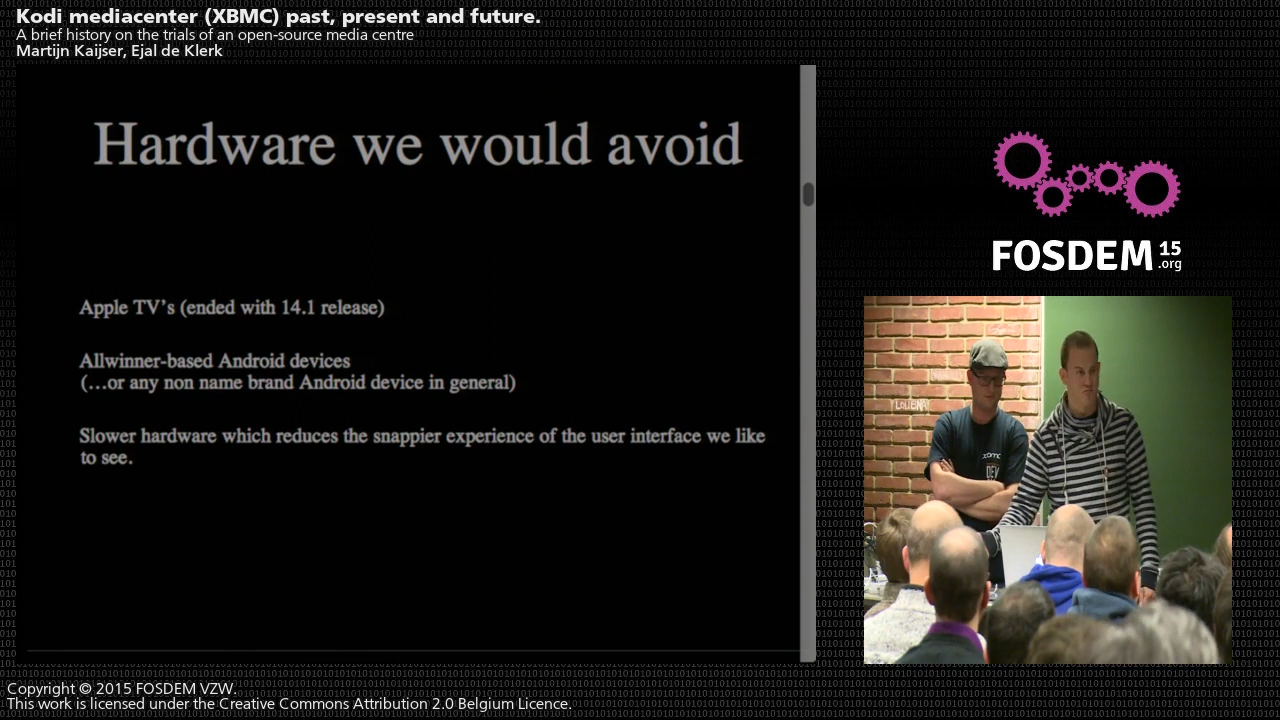 Kodi mediacenter (XBMC) past, present and future.
A brief history on the trials of an open-source media centre
Martijn Kaijser, Ejal de Klerk
Hardware we would avoid
Apple TV’s (ended with 14.1 release)
Allwinner-based Android devices
(…or any non name brand Android device in general)
Slower hardware which reduces the snappier experience of the user interface we like
to see.
FOSDEM 15
.org
DEV
Copyright © 2015 FOSDEM VZW.
This work is licensed under the Creative Commons Attribution 2.0 Belgium Licence.